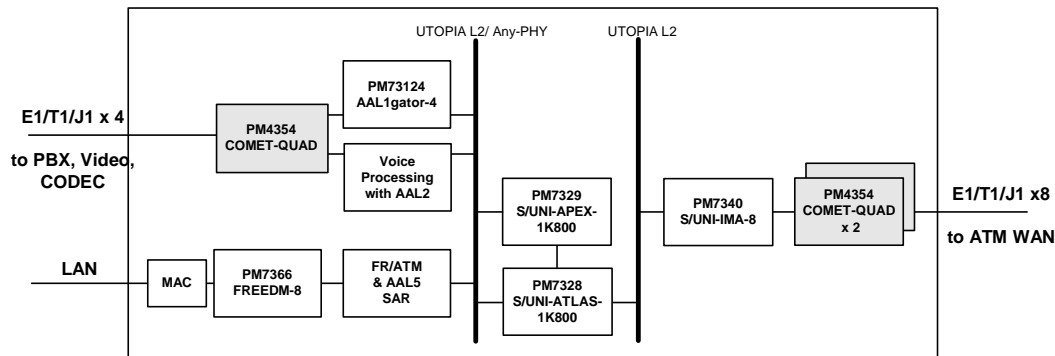 UTOPIA L2/ Any-PHY
UTOPIA L2
E1/T1/J1 x 4
to PBX, Video,
CODEC
PM4354
COMET-QUAD
PM73124
AAL1gator-4
Voice
Processing
with AAL2
LAN
MAC
PM7366
FREEDM-8
FR/ATM
& AAL5
SAR
PM7329
S/UNI-APEX-
1K800
PM7328
S/UNI-ATLAS-
1K800
PM7340
S/UNI-IMA-8
PM4354
COMET-QUAD
x 2
E1/T1/J1 x8
to ATM WAN